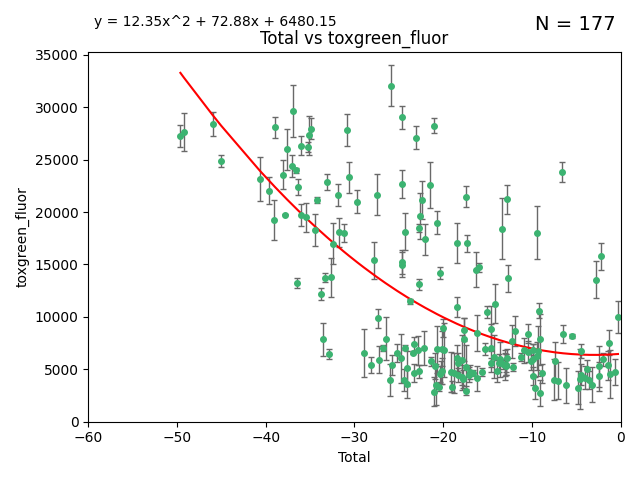 y = 12.35x^2 + 72.88x + 6480.15
N = 177
Total vs toxgreen_fluor
35000
30000
25000
20000
15000
10000
5000
0
toxgreen_fluor
−60 −50 −40 −30 −20 −10 0
Total